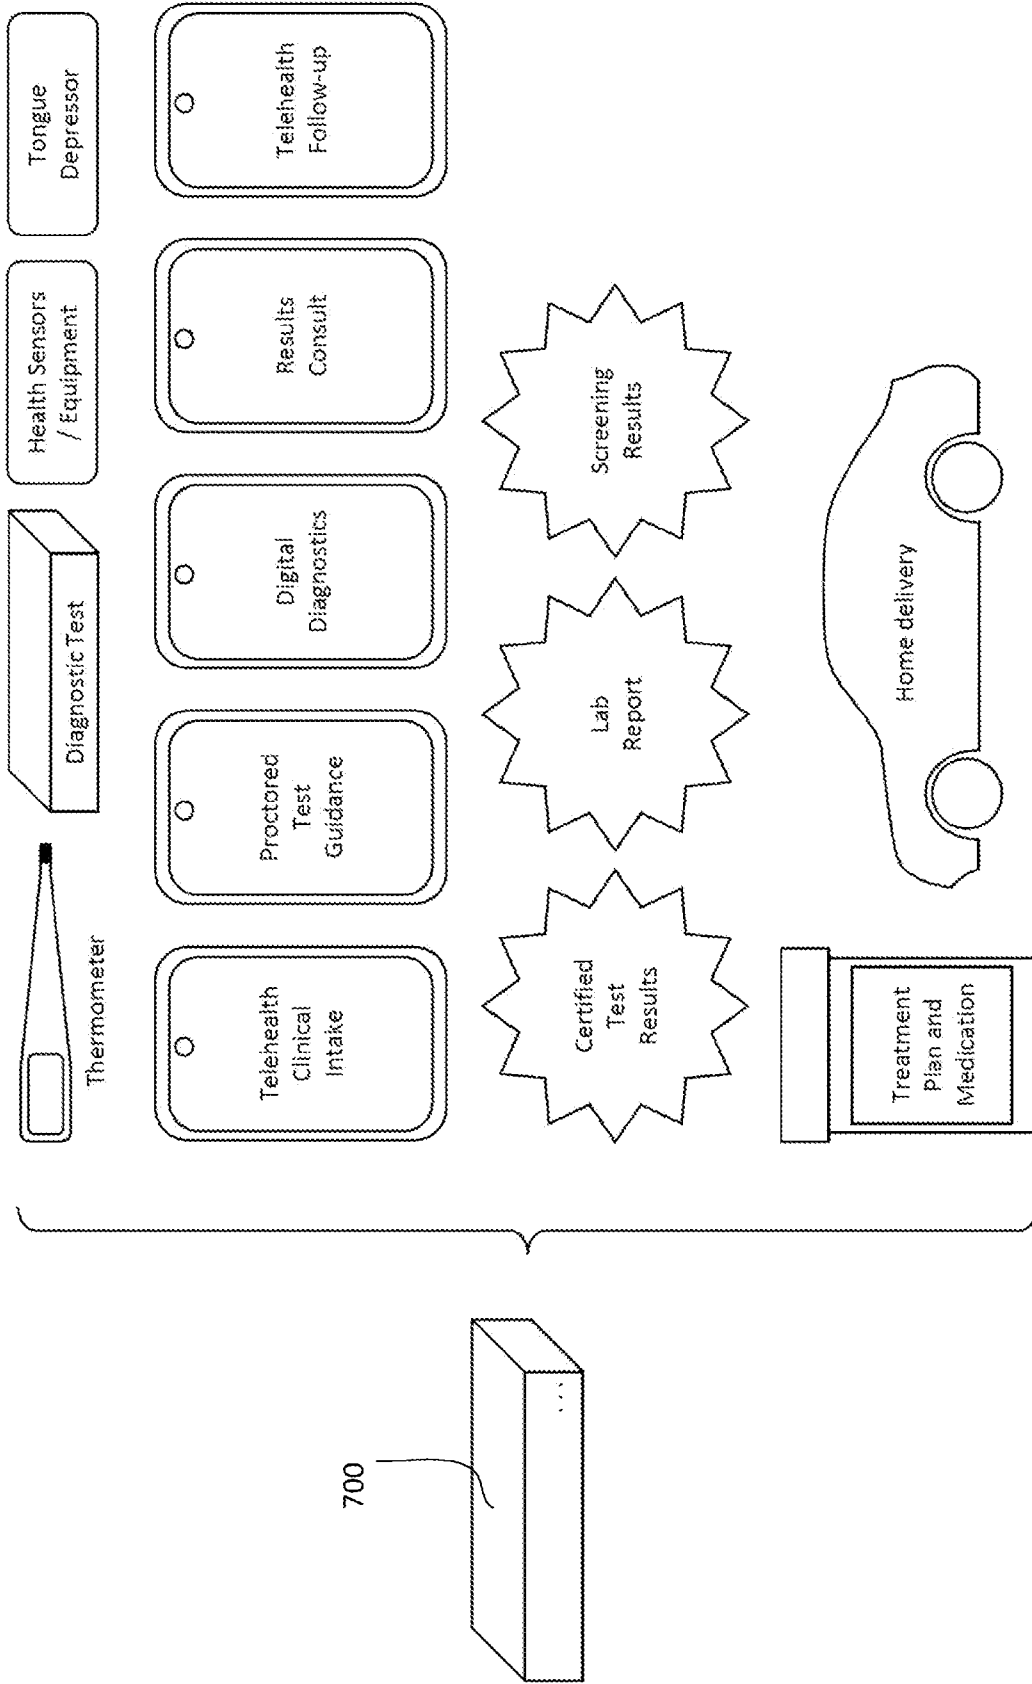 Thermometer
Diagnostic Test
Health Sensors
/ Equipment
Tongue
Depressor
700
...
Telehealth
Clinical
Intake
Proctored
Test
Guidance
Digital
Diagnostics
Results
Consult
Telehealth
Follow-up
Certified
Test
Results
Lab
Report
Screening
Results
Treatment
Plan and
Medication
Home delivery